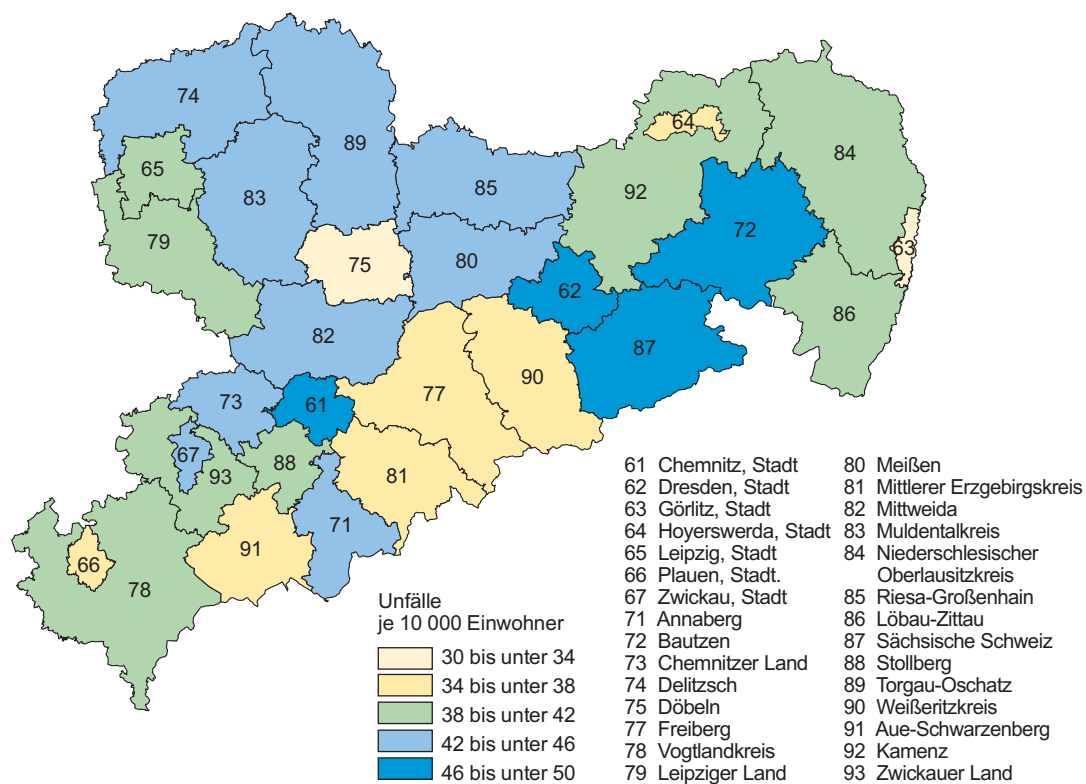 74
89
64
65
84
85
83
92
79
72
63
80
75
62
86
82
87
90
77
73
61
67
88
93
81
71
91
66
78
Unfälle
je 10 000 Einwohner
30 bis unter 34
34 bis unter 38
38 bis unter 42
42 bis unter 46
46 bis unter 50
61 Chemnitz, Stadt
62 Dresden, Stadt
63 Görlitz, Stadt
64 Hoyerswerda, Stadt
65 Leipzig, Stadt
66 Plauen, Stadt.
67 Zwickau, Stadt
71 Annaberg
72 Bautzen
73 Chemnitzer Land
74 Delitzsch
75 Döbeln
77 Freiberg
78 Vogtlandkreis
79 Leipziger Land
80 Meißen
81 Mittlerer Erzgebirgskreis
82 Mittweida
83 Muldentalkreis
84 Niederschlesischer
Oberlausitzkreis
85 Riesa-Großenhain
86 Löbau-Zittau
87 Sächsische Schweiz
88 Stollberg
89 Torgau-Oschatz
90 Weißeritzkreis
91 Aue-Schwarzenberg
92 Kamenz
93 Zwickauer Land